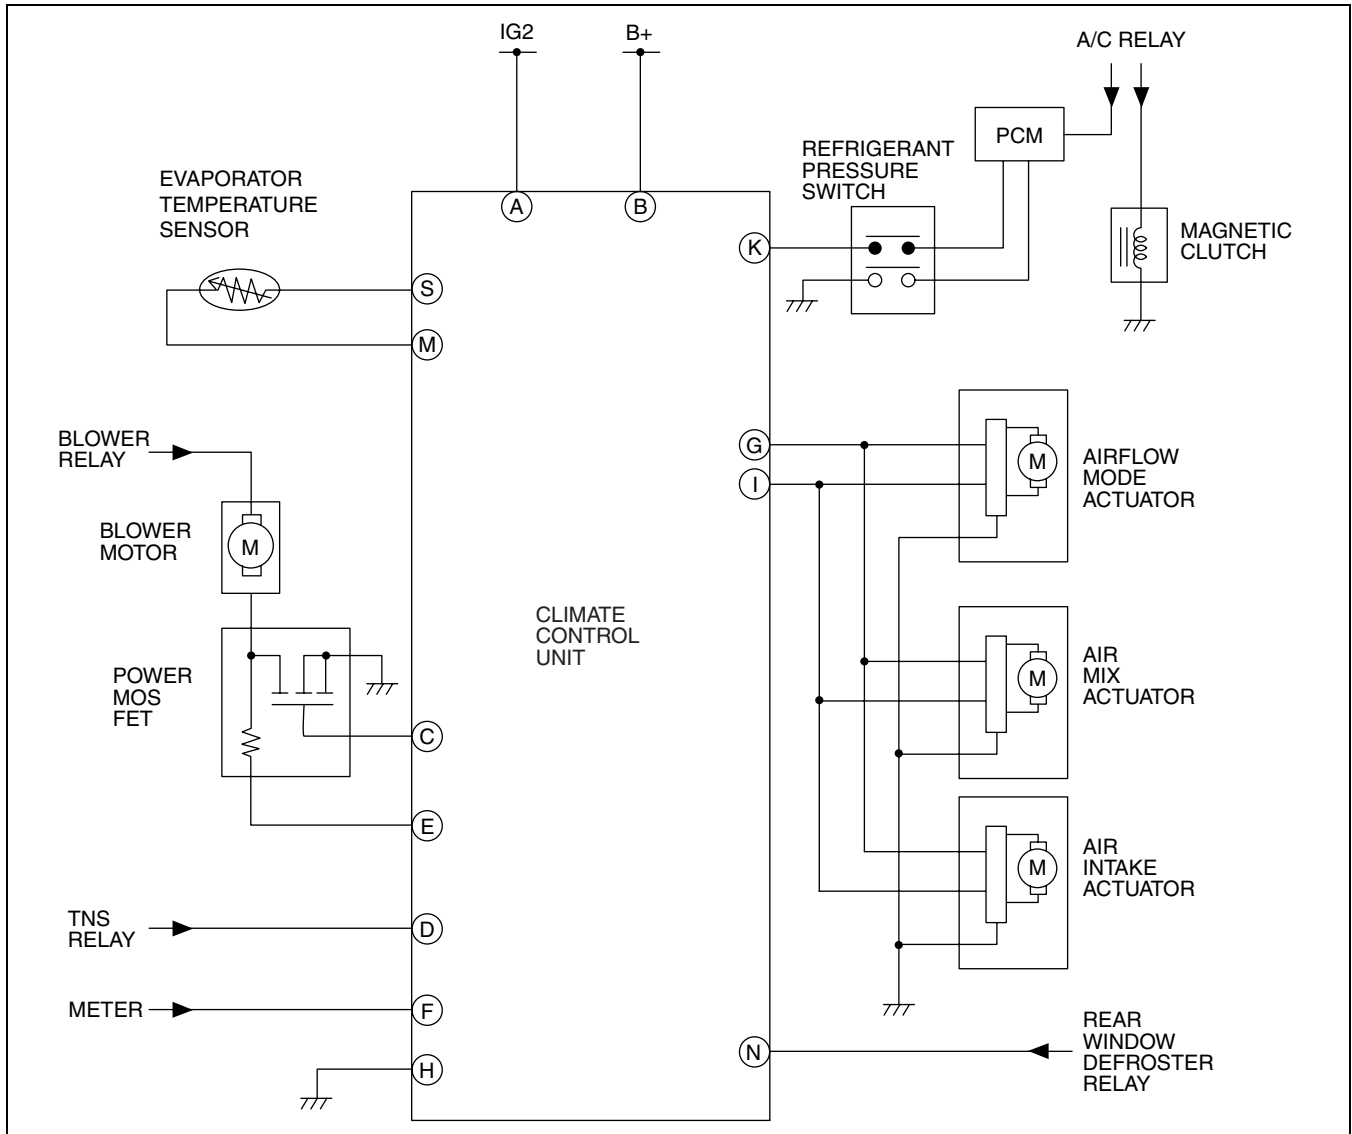 IG2
B+
A/C RELAY
PCM
REFRIGERANT
PRESSURE
SWITCH
EVAPORATOR
TEMPERATURE
SENSOR
A
B
MAGNETIC
CLUTCH
K
S
M
BLOWER
RELAY
G
I
M
AIRFLOW
MODE
ACTUATOR
BLOWER
MOTOR
M
CLIMATE
CONTROL
UNIT
M
AIR
MIX
ACTUATOR
POWER
MOS
FET
C
E
M
AIR
INTAKE
ACTUATOR
TNS
RELAY
D
METER
F
H
N
REAR
WINDOW
DEFROSTER
RELAY